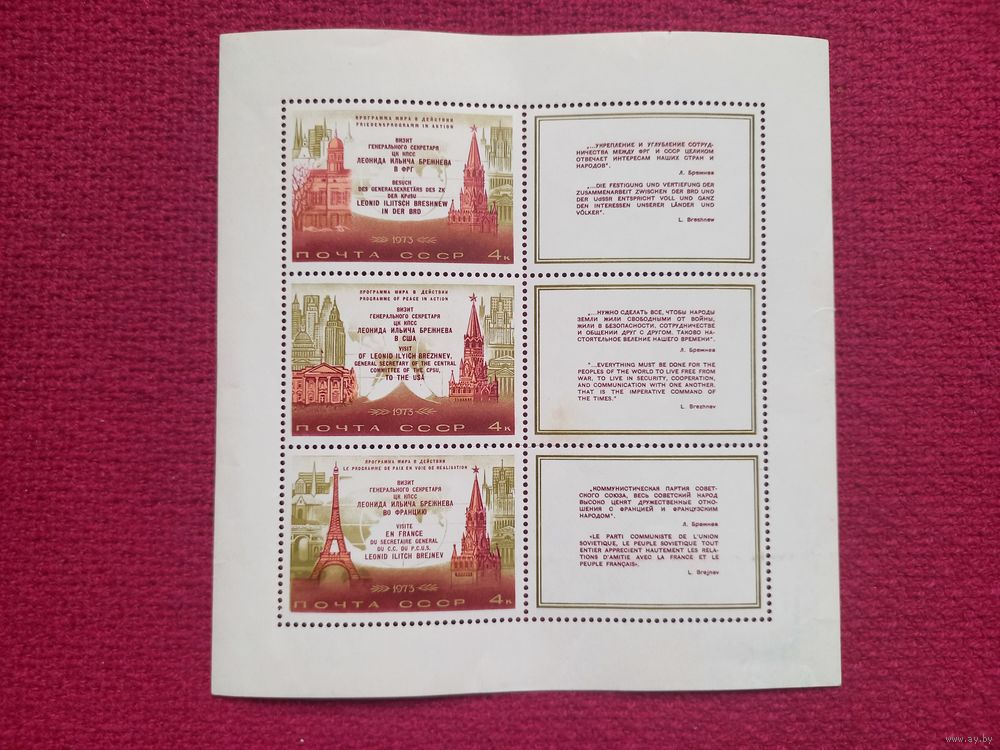 ПРОГРАММА МИРА В ДЕЙСТВИИ
FRIEDENSPROGRAMM IN AKTION
ВИЗИТ
ГЕНЕРАЛЬНОГО СЕКРЕТАРЯ
ЦК КПСС
ЛЕОНИДА ИЛЬИЧА БРЕЖНЕВА
В ФРГ
BESUCH
DES GENERALSEKRETÄRS DES ZK
DER KPdSU
LEONID ILJITSCH BRESHNEW
IN DER BRD
1973
ПОЧТА СССР 4к
„...УКРЕПЛЕНИЕ И УГЛУБЛЕНИЕ СОТРУД-
НИЧЕСТВА МЕЖДУ ФРГ И СССР ЦЕЛИКОМ
ОТВЕЧАЕТ ИНТЕРЕСАМ НАШИХ СТРАН И
НАРОДОВ".
Л. Брежнев
„...DIE FESTIGUNG UND VERTIEFUNG DER
ZUSAMMENARBEIT ZWISCHEN DER BRD UND
DER UdSSR ENTSPRICHT VOLL UND GANZ
DEN INTERESSEN UNSERER LÄNDER UND
VÖLKER".
L. Breshnew
ПРОГРАММА МИРА В ДЕЙСТВИИ
PROGRAMME OF PEACE IN ACTION
ВИЗИТ
ГЕНЕРАЛЬНОГО СЕКРЕТАРЯ
ЦК КПСС
ЛЕОНИДА ИЛЬИЧА БРЕЖНЕВА
В США
VISIT
OF LEONID ILYICH BREZHNEV,
GENERAL SECRETARY OF THE CENTRAL
COMMITTEE OF THE CPSU,
TO THE USA
1973
ПОЧТА СССР 4к
„...НУЖНО СДЕЛАТЬ ВСЕ, ЧТОБЫ НАРОДЫ
ЗЕМЛИ ЖИЛИ СВОБОДНЫМИ ОТ ВОЙНЫ,
ЖИЛИ В БЕЗОПАСНОСТИ, СОТРУДНИЧЕСТВЕ
И ОБЩЕНИИ ДРУГ С ДРУГОМ. ТАКОВО НА-
СТОЯТЕЛЬНОЕ ВЕЛЕНИЕ НАШЕГО ВРЕМЕНИ".
Л. Брежнев
„...EVERYTHING MUST BE DONE FOR THE
PEOPLES OF THE WORLD TO LIVE FREE FROM
WAR, TO LIVE IN SECURITY, COOPERATION,
AND COMMUNICATION WITH ONE ANOTHER,
THAT IS THE IMPERATIVE COMMAND OF
THE TIMES."
L. Brezhnev
ПРОГРАММА МИРА В ДЕЙСТВИИ
LE PROGRAMME DE PAIX EN VOIE DE REALISATION
ВИЗИТ
ГЕНЕРАЛЬНОГО СЕКРЕТАРЯ
ЦК КПСС
ЛЕОНИДА ИЛЬИЧА БРЕЖНЕВА
ВО ФРАНЦИЮ
VISITE
EN FRANCE
DU SECRETAIRE GENERAL
DU C.C. DU P.C.U.S.
LEONID ILITCH BREJNEV
1973
ПОЧТА СССР 4к
„КОММУНИСТИЧЕСКАЯ ПАРТИЯ СОВЕТ-
СКОГО СОЮЗА, ВЕСЬ СОВЕТСКИЙ НАРОД
ВЫСОКО ЦЕНЯТ ДРУЖЕСТВЕННЫЕ ОТНО-
ШЕНИЯ С ФРАНЦИЕЙ И ФРАНЦУЗСКИМ
НАРОДОМ".
Л. Брежнев
«LE PARTI COMMUNISTE DE L'UNION
SOVIETIQUE, LE PEUPLE SOVIETIQUE TOUT
ENTIER APPRECIENT HAUTEMENT LES RELA-
TIONS D'AMITIE AVEC LA FRANCE ET LE
PEUPLE FRANÇAIS».
L. Brejnev
www.ay.by